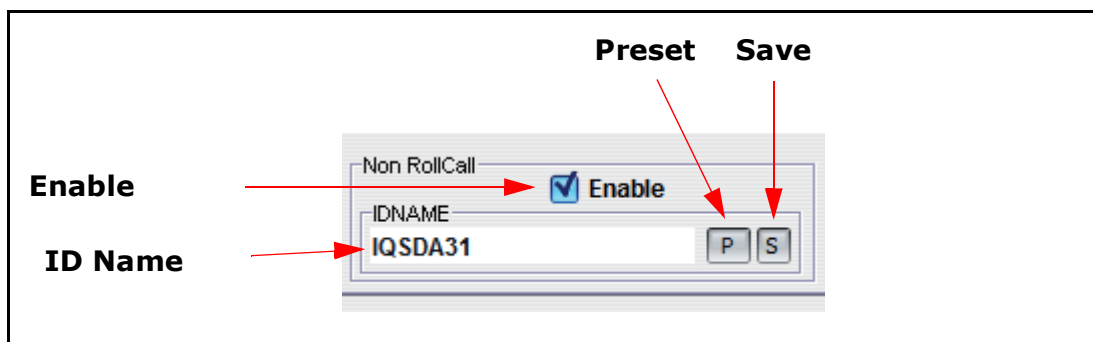 Preset Save
Non RollCall
Enable Enable
IDNAME
ID Name IQSDA31 P S